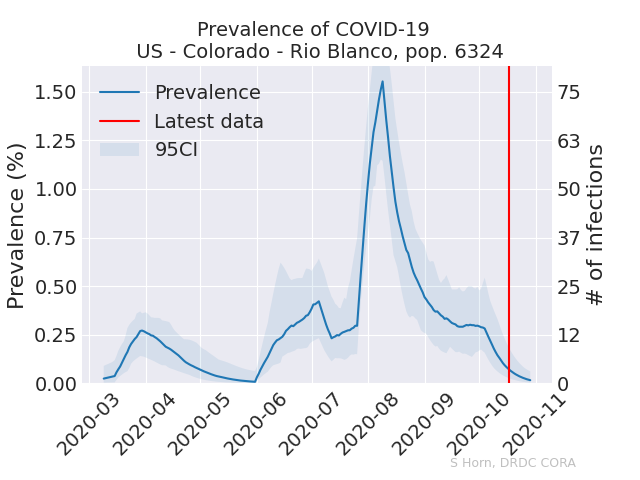 Prevalence of COVID-19
US - Colorado - Rio Blanco, pop. 6324
Prevalence
Latest data
95CI
Prevalence (%)
1.50
1.25
1.00
0.75
0.50
0.25
0.00
75
63
50
37
25
12
0
# of infections
2020-03
2020-04
2020-05
2020-06
2020-07
2020-08
2020-09
2020-10
2020-11
S Horn, DRDC CORA